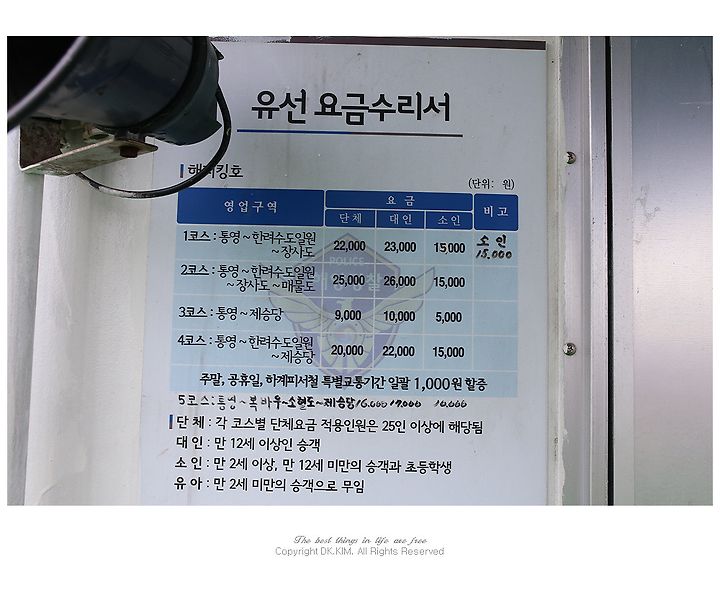 유선 요금수리서
해피킹호
(단위: 원)
영업구역 요 금 비 고
단 체 대 인 소 인
1코스 : 통영 ~ 한려수도일원 ~ 장사도 22,000 23,000 15,000 소 인 15,000
2코스 : 통영 ~ 한려수도일원 ~ 장사도 ~ 매물도 25,000 26,000 15,000
3코스 : 통영 ~ 제승당 9,000 10,000 5,000
4코스 : 통영 ~ 한려수도일원 ~ 제승당 20,000 22,000 15,000
POLICE
주말, 공휴일, 하계피서철 특별교통기간 일괄 1,000원 할증
5코스:통영~북바우~소혈도~제승당 16.000 17.000 10.000
단 체 : 각 코스별 단체요금 적용인원은 25인 이상에 해당됨
대 인 : 만 12세 이상인 승객
소 인 : 만 2세 이상, 만 12세 미만의 승객과 초등학생
유 아 : 만 2세 미만의 승객으로 무임
The best things in life are free
Copyright DK.KIM. All Rights Reserved